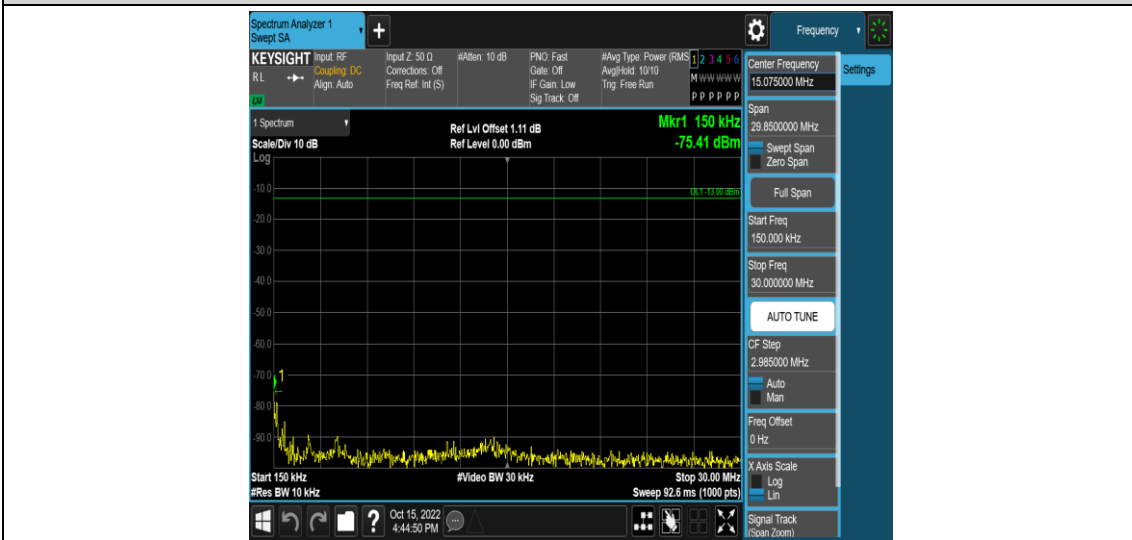 Spectrum Analyzer 1
Swept SA
+
Frequency
KEYSIGHT
Input: RF
Input Z: 50 Ω
#Atten: 10 dB
PNO: Fast
#Avg Type: Power (RMS
1 2 3 4 5 6
RL
Coupling: DC
Corrections: Off
Gate: Off
Avg|Hold: 10/10
M W W W W W
Align: Auto
Freq Ref: Int (S)
IF Gain: Low
Trig: Free Run
Sig Track: Off
P P P P P P
LXI
1 Spectrum
Ref Lvl Offset 1.11 dB
Mkr1 150 kHz
Scale/Div 10 dB
Ref Level 0.00 dBm
-75.41 dBm
Log
-10.0
DL1 -13.00 dBm
-20.0
-30.0
-40.0
-50.0
-60.0
-70.0
1
-80.0
-90.0
Start 150 kHz
#Video BW 30 kHz
Stop 30.00 MHz
#Res BW 10 kHz
Sweep 92.6 ms (1000 pts)
?
Oct 15, 2022
4:44:50 PM
Center Frequency
15.075000 MHz
Settings
Span
29.8500000 MHz
Swept Span
Zero Span
Full Span
Start Freq
150.000 kHz
Stop Freq
30.000000 MHz
AUTO TUNE
CF Step
2.985000 MHz
Auto
Man
Freq Offset
0 Hz
X Axis Scale
Log
Lin
Signal Track
(Span Zoom)